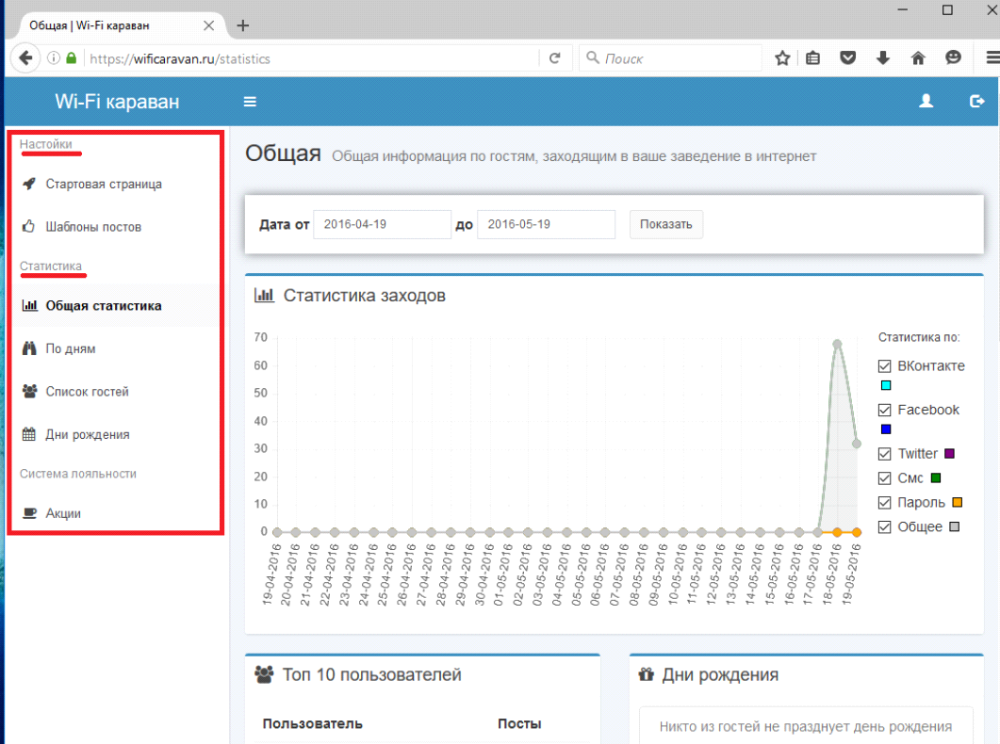 Общая | Wi-Fi караван
https://wificaravan.ru/statistics
Поиск
Wi-Fi караван
Настойки
Стартовая страница
Шаблоны постов
Статистика
Общая статистика
По дням
Список гостей
Дни рождения
Система лояльности
Акции
Общая Общая информация по гостям, заходящим в ваше заведение в интернет
Дата от 2016-04-19 до 2016-05-19 Показать
Статистика заходов
70
60
50
40
30
20
10
0
19-04-2016
20-04-2016
21-04-2016
22-04-2016
23-04-2016
24-04-2016
25-04-2016
26-04-2016
27-04-2016
28-04-2016
29-04-2016
30-04-2016
01-05-2016
02-05-2016
03-05-2016
04-05-2016
05-05-2016
06-05-2016
07-05-2016
08-05-2016
09-05-2016
10-05-2016
11-05-2016
12-05-2016
13-05-2016
14-05-2016
15-05-2016
16-05-2016
17-05-2016
18-05-2016
19-05-2016
Статистика по:
ВКонтакте
Facebook
Twitter
Смс
Пароль
Общее
Топ 10 пользователей
Пользователь Посты
Дни рождения
Никто из гостей не празднует день рождения